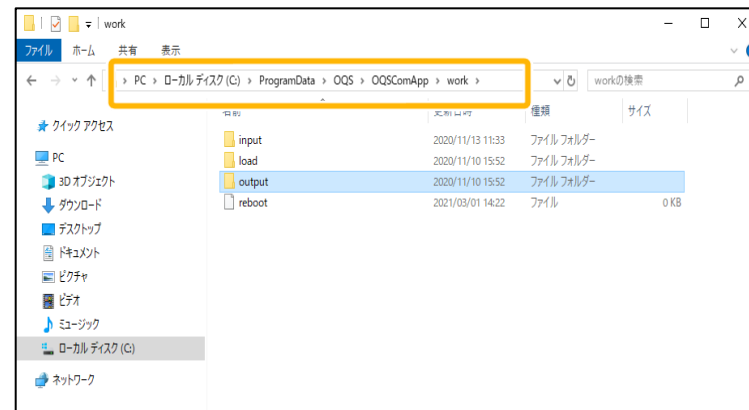 work
ファイル ホーム 共有 表示
PC › ローカル ディスク (C:) › ProgramData › OQS › OQSComApp › work ›
workの検索
名前 更新日時 種類 サイズ
クイック アクセス
PC
3D オブジェクト
ダウンロード
デスクトップ
ドキュメント
ピクチャ
ビデオ
ミュージック
ローカル ディスク (C:)
ネットワーク
input 2020/11/13 11:33 ファイル フォルダー
load 2020/11/10 15:52 ファイル フォルダー
output 2020/11/10 15:52 ファイル フォルダー
reboot 2021/03/01 14:22 ファイル 0 KB